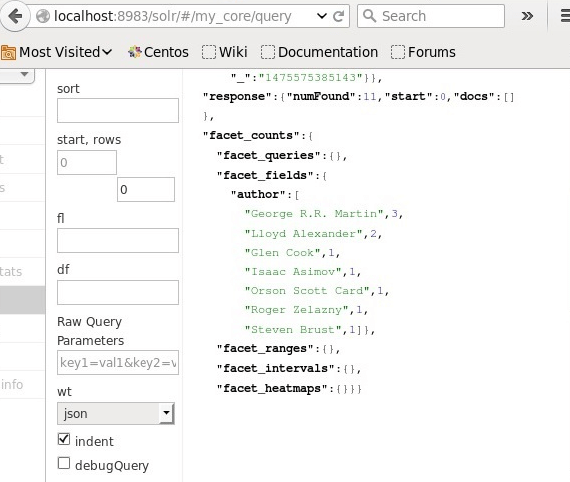 localhost:8983/solr/#/my_core/query
Search
Most Visited Centos Wiki Documentation Forums
sort
start, rows
0
0
fl
df
Raw Query
Parameters
key1=val1&key2=v
wt
json
indent
debugQuery
t
s
tats
info
"_":"1475575385143"}},
"response":{"numFound":11,"start":0,"docs":[]
},
"facet_counts":{
"facet_queries":{},
"facet_fields":{
"author":[
"George R.R. Martin",3,
"Lloyd Alexander",2,
"Glen Cook",1,
"Isaac Asimov",1,
"Orson Scott Card",1,
"Roger Zelazny",1,
"Steven Brust",1]},
"facet_ranges":{},
"facet_intervals":{},
"facet_heatmaps":{}}}